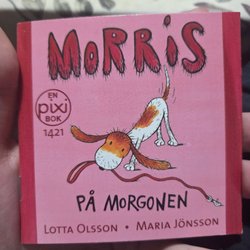 MORRIS
EN
pixi
BOK
1421
PÅ MORGONEN
LOTTA OLSSON • MARIA JÖNSSON